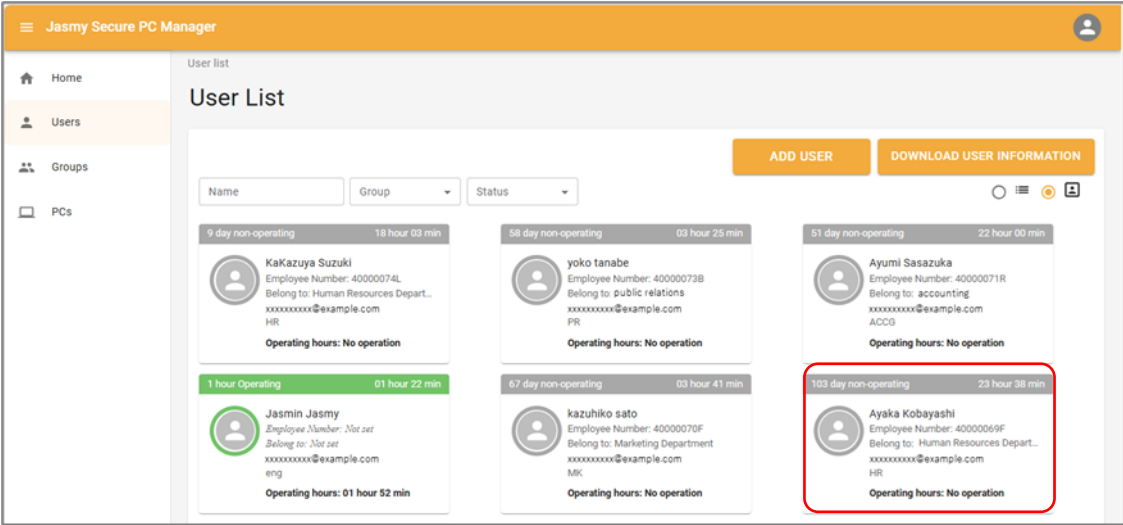 Jasmy Secure PC Manager
Home
Users
Groups
PCs
User list
User List
ADD USER
DOWNLOAD USER INFORMATION
Name
Group
Status
9 day non-operating 18 hour 03 min
KaKazuya Suzuki
Employee Number: 40000074L
Belong to: Human Resources Depart...
xxxxxxxxxx@example.com
HR
Operating hours: No operation
58 day non-operating 03 hour 25 min
yoko tanabe
Employee Number: 40000073B
Belong to: public relations
xxxxxxxxxx@example.com
PR
Operating hours: No operation
51 day non-operating 22 hour 00 min
Ayumi Sasazuka
Employee Number: 40000071R
Belong to: accounting
xxxxxxxxxx@example.com
ACCG
Operating hours: No operation
1 hour Operating 01 hour 22 min
Jasmin Jasmy
Employee Number: Not set
Belong to: Not set
xxxxxxxxxx@example.com
eng
Operating hours: 01 hour 52 min
67 day non-operating 03 hour 41 min
kazuhiko sato
Employee Number: 40000070F
Belong to: Marketing Department
xxxxxxxxxx@example.com
MK
Operating hours: No operation
103 day non-operating 23 hour 38 min
Ayaka Kobayashi
Employee Number: 40000069F
Belong to: Human Resources Depart...
xxxxxxxxxx@example.com
HR
Operating hours: No operation